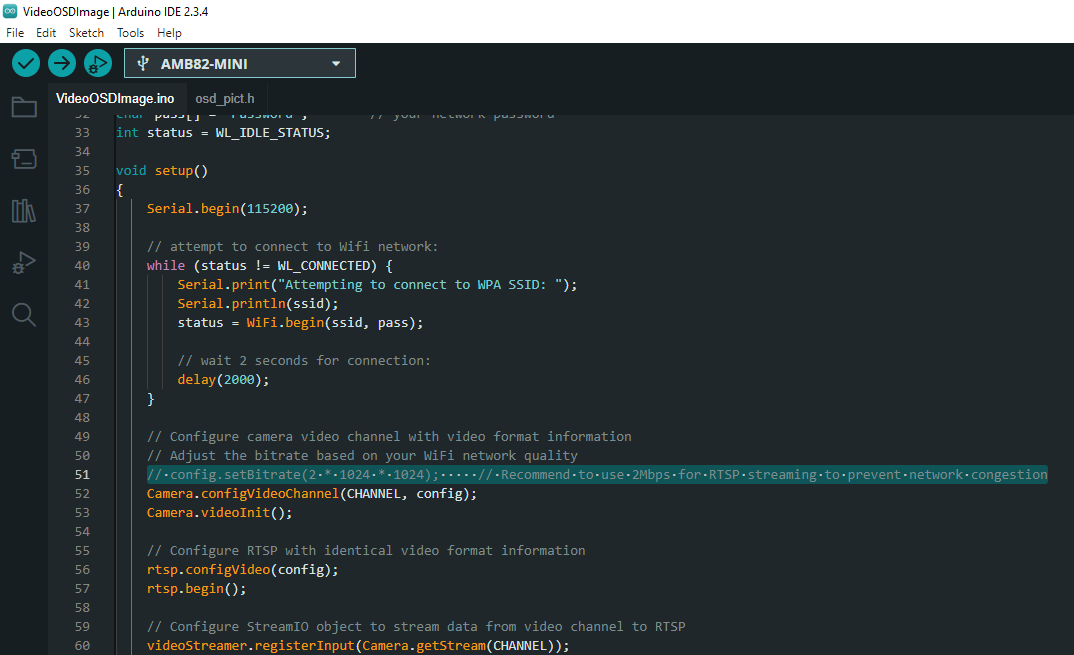 VideoOSDImage | Arduino IDE 2.3.4
File Edit Sketch Tools Help
AMB82-MINI
VideoOSDImage.ino osd_pict.h
32 char pass[] = "Password"; // your network password
33 int status = WL_IDLE_STATUS;
34
35 void setup()
36 {
37 Serial.begin(115200);
38
39 // attempt to connect to Wifi network:
40 while (status != WL_CONNECTED) {
41 Serial.print("Attempting to connect to WPA SSID: ");
42 Serial.println(ssid);
43 status = WiFi.begin(ssid, pass);
44
45 // wait 2 seconds for connection:
46 delay(2000);
47 }
48
49 // Configure camera video channel with video format information
50 // Adjust the bitrate based on your WiFi network quality
51 // config.setBitrate(2 * 1024 * 1024); // Recommend to use 2Mbps for RTSP streaming to prevent network congestion
52 Camera.configVideoChannel(CHANNEL, config);
53 Camera.videoInit();
54
55 // Configure RTSP with identical video format information
56 rtsp.configVideo(config);
57 rtsp.begin();
58
59 // Configure StreamIO object to stream data from video channel to RTSP
60 videoStreamer.registerInput(Camera.getStream(CHANNEL));